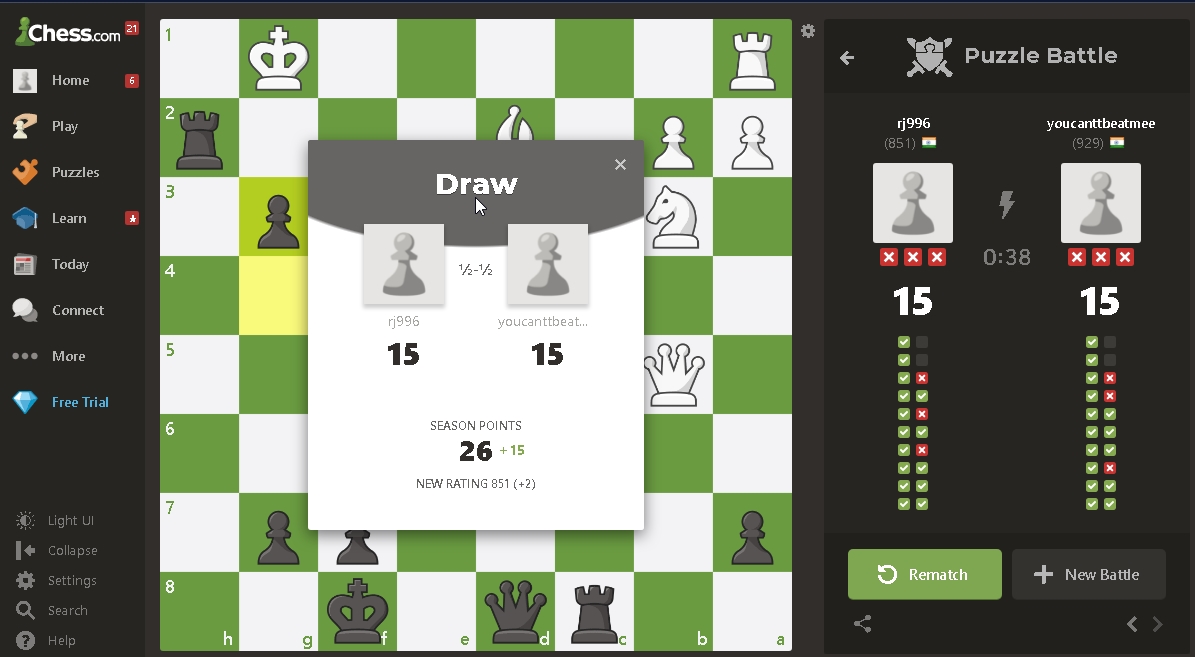 Chess.com 21
Home 6
Play
Puzzles
Learn
Today
Connect
More
Free Trial
Light UI
Collapse
Settings
Search
Help
1
2
3
4
5
6
7
8
h g f e d c b a
Draw
½-½
rj996 youcanttbeat...
15 15
SEASON POINTS
26 +15
NEW RATING 851 (+2)
Puzzle Battle
rj996 youcanttbeatmee
(851) (929)
0:38
15 15
Rematch New Battle